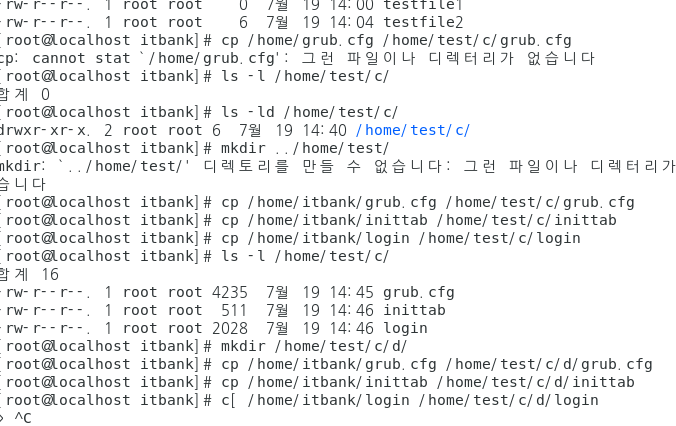 -rw-r--r--. 1 root root    0  7월  19 14:00 testfile1
-rw-r--r--. 1 root root    6  7월  19 14:04 testfile2
[root@localhost itbank]# cp /home/grub.cfg /home/test/c/grub.cfg
cp: cannot stat `/home/grub.cfg': 그런 파일이나 디렉터리가 없습니다
[root@localhost itbank]# ls -l /home/test/c/
합계 0
[root@localhost itbank]# ls -ld /home/test/c/
drwxr-xr-x. 2 root root 6  7월  19 14:40 /home/test/c/
[root@localhost itbank]# mkdir ../home/test/
mkdir: `../home/test/' 디렉토리를 만들 수 없습니다: 그런 파일이나 디렉터리가
습니다
[root@localhost itbank]# cp /home/itbank/grub.cfg /home/test/c/grub.cfg
[root@localhost itbank]# cp /home/itbank/inittab /home/test/c/inittab
[root@localhost itbank]# cp /home/itbank/login /home/test/c/login
[root@localhost itbank]# ls -l /home/test/c/
합계 16
-rw-r--r--. 1 root root 4235  7월  19 14:45 grub.cfg
-rw-r--r--. 1 root root  511  7월  19 14:46 inittab
-rw-r--r--. 1 root root 2028  7월  19 14:46 login
[root@localhost itbank]# mkdir /home/test/c/d/
[root@localhost itbank]# cp /home/itbank/grub.cfg /home/test/c/d/grub.cfg
[root@localhost itbank]# cp /home/itbank/inittab /home/test/c/d/inittab
[root@localhost itbank]# c[ /home/itbank/login /home/test/c/d/login
> ^C